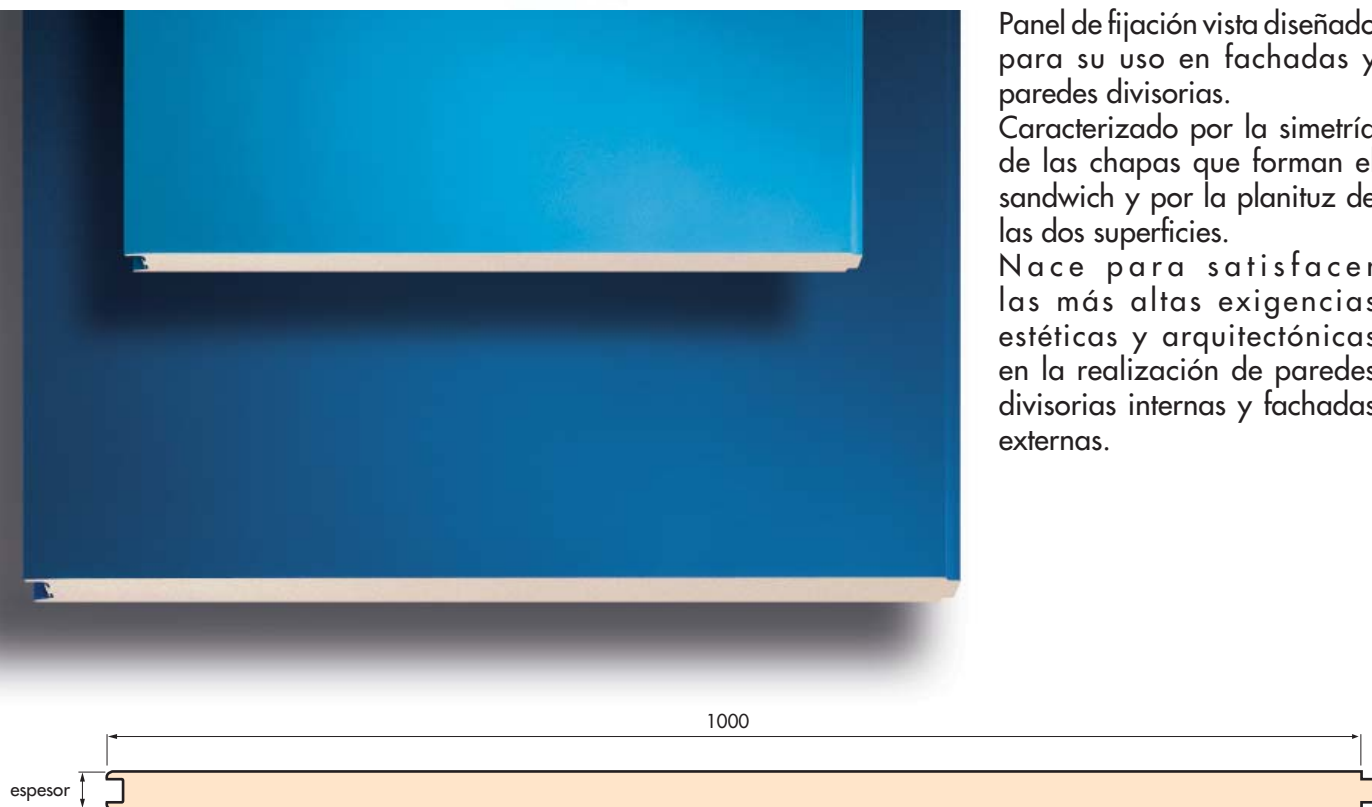 Panel de fijación vista diseñado
para su uso en fachadas y
paredes divisorias.
Caracterizado por la simetría
de las chapas que forman el
sandwich y por la planituz de
las dos superficies.
Nace para satisfacer
las más altas exigencias
estéticas y arquitectónicas
en la realización de paredes
divisorias internas y fachadas
externas.
1000
espesor